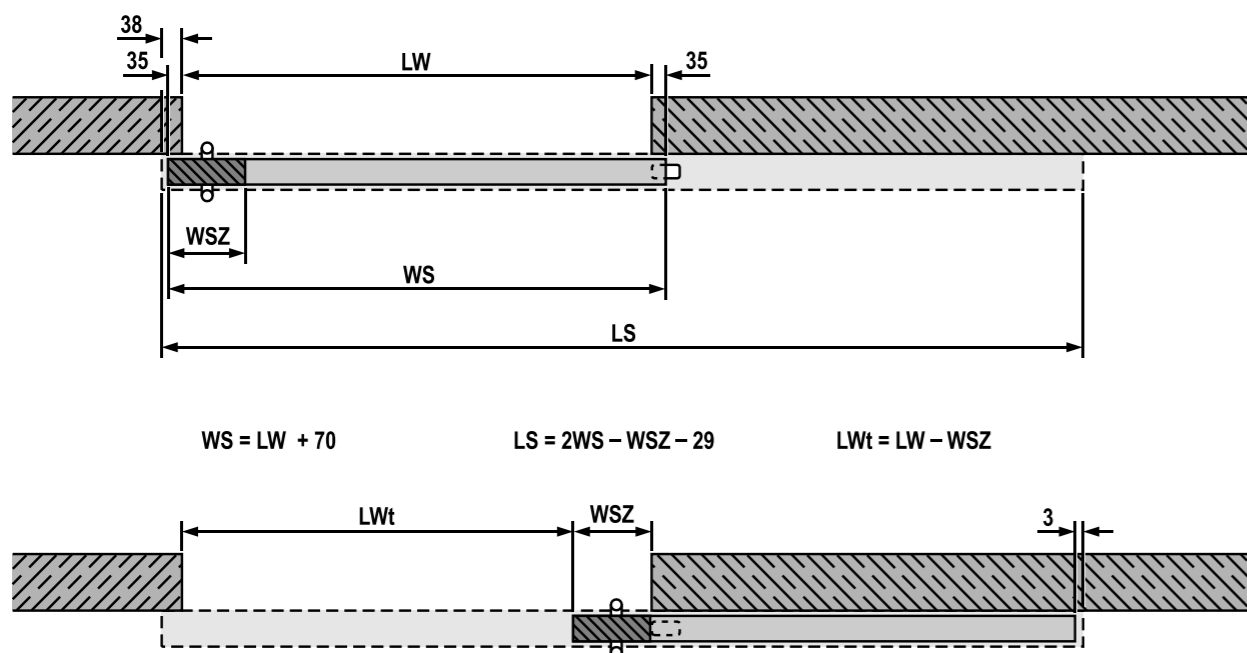 38
35
LW
35
WSZ
WS
LS
WS = LW + 70
LS = 2WS – WSZ – 29
LWt = LW – WSZ
LWt
WSZ
3